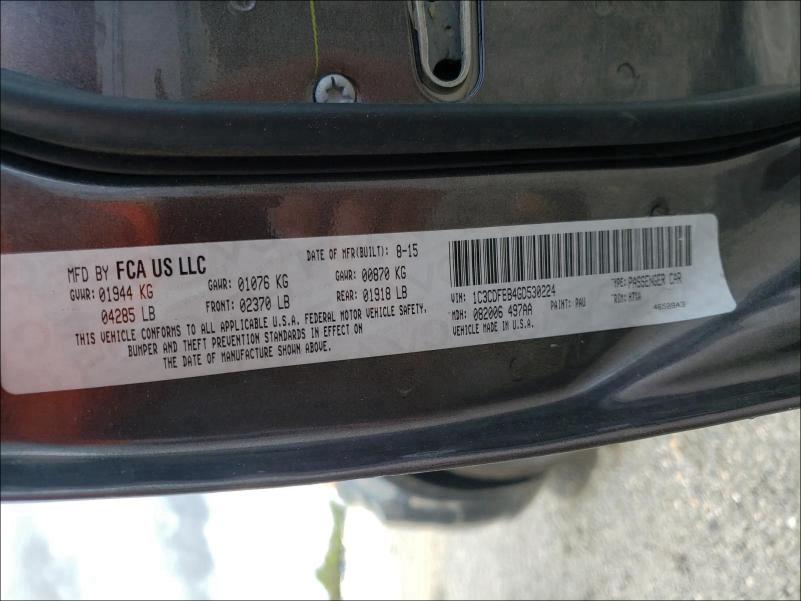 MFD BY FCA US LLC
DATE OF MFR(BUILT): 8-15
GVWR: 01944 KG
04285 LB
GAWR: 01076 KG
FRONT: 02370 LB
GAWR: 00870 KG
REAR: 01918 LB
THIS VEHICLE CONFORMS TO ALL APPLICABLE U.S.A. FEDERAL MOTOR VEHICLE SAFETY,
BUMPER AND THEFT PREVENTION STANDARDS IN EFFECT ON
THE DATE OF MANUFACTURE SHOWN ABOVE.
VIN: 1C3CDFEB4GD530224
TYPE: PASSENGER CAR
MDH: 082006 497AA
PAINT: PAU
VEHICLE MADE IN U.S.A.